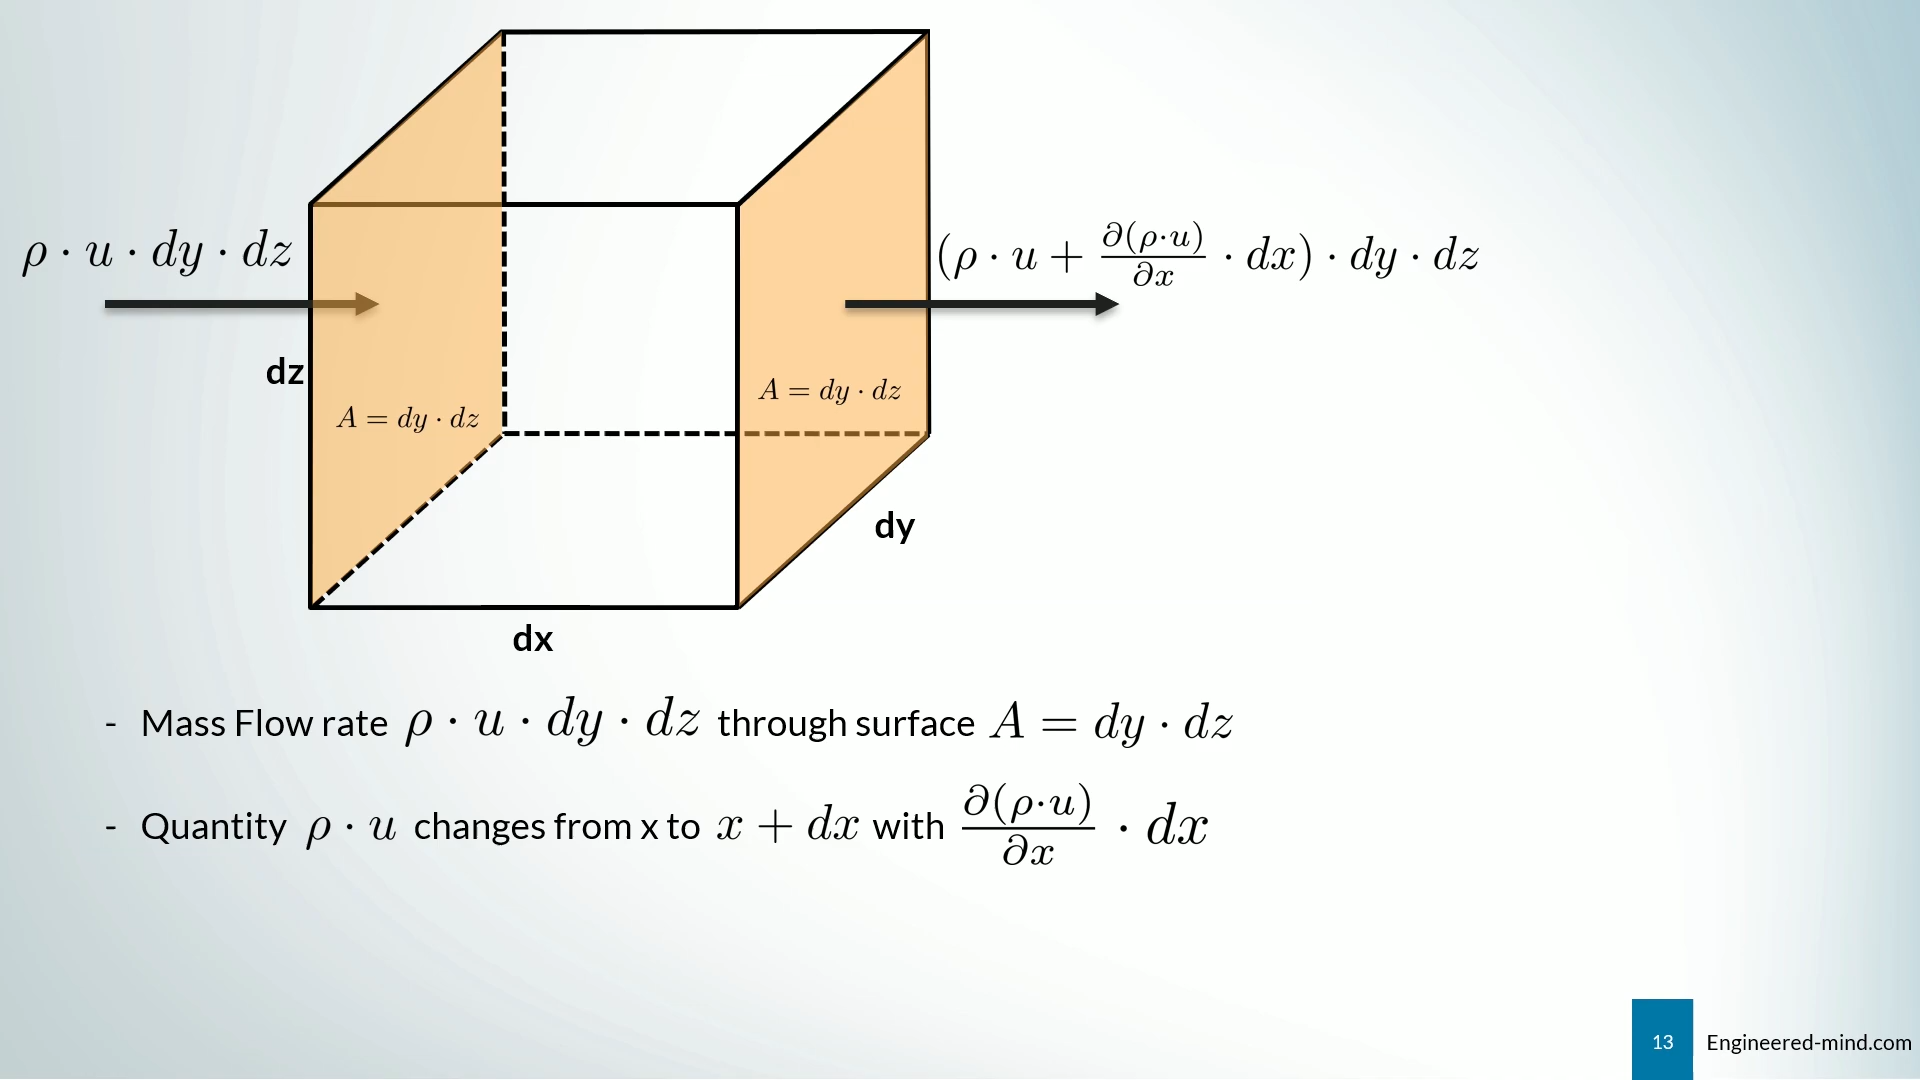 ρ · u · dy · dz
(ρ · u + ∂(ρ·u)/∂x · dx) · dy · dz
dz
A = dy · dz
A = dy · dz
dy
dx
- Mass Flow rate ρ · u · dy · dz through surface A = dy · dz
- Quantity ρ · u changes from x to x + dx with ∂(ρ·u)/∂x · dx
13 Engineered-mind.com